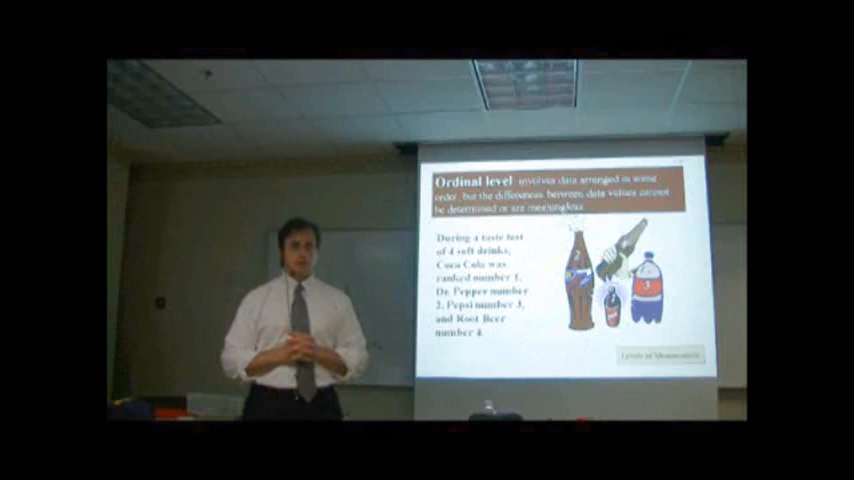 Ordinal level: involves data arranged in some
order, but the differences between data values cannot
be determined or are meaningless.
During a taste test
of 4 soft drinks,
Coca Cola was
ranked number 1,
Dr. Pepper number
2, Pepsi number 3,
and Root Beer
number 4.
Levels of Measurement